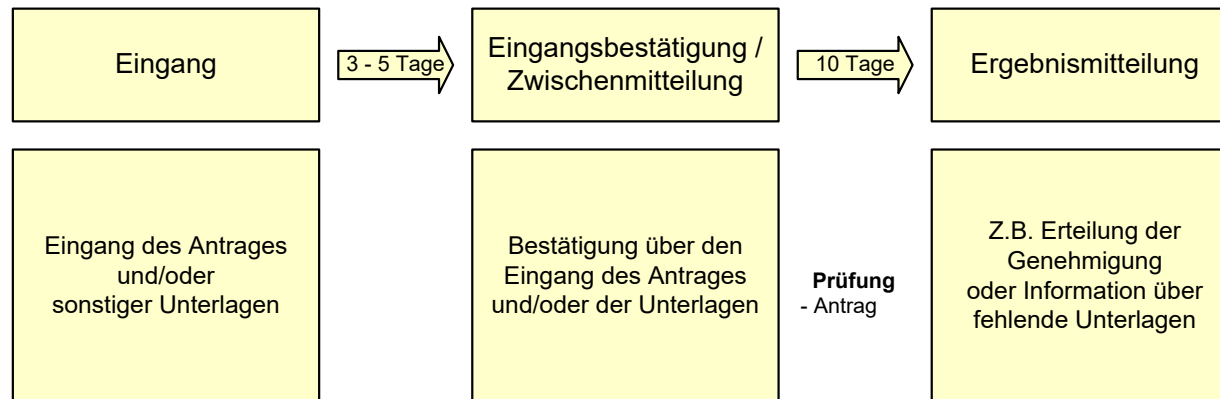 Eingang
3 - 5 Tage
Eingangsbestätigung /
Zwischenmitteilung
10 Tage
Ergebnismitteilung
Eingang des Antrages
und/oder
sonstiger Unterlagen
Bestätigung über den
Eingang des Antrages
und/oder der Unterlagen
Prüfung
- Antrag
Z.B. Erteilung der
Genehmigung
oder Information über
fehlende Unterlagen